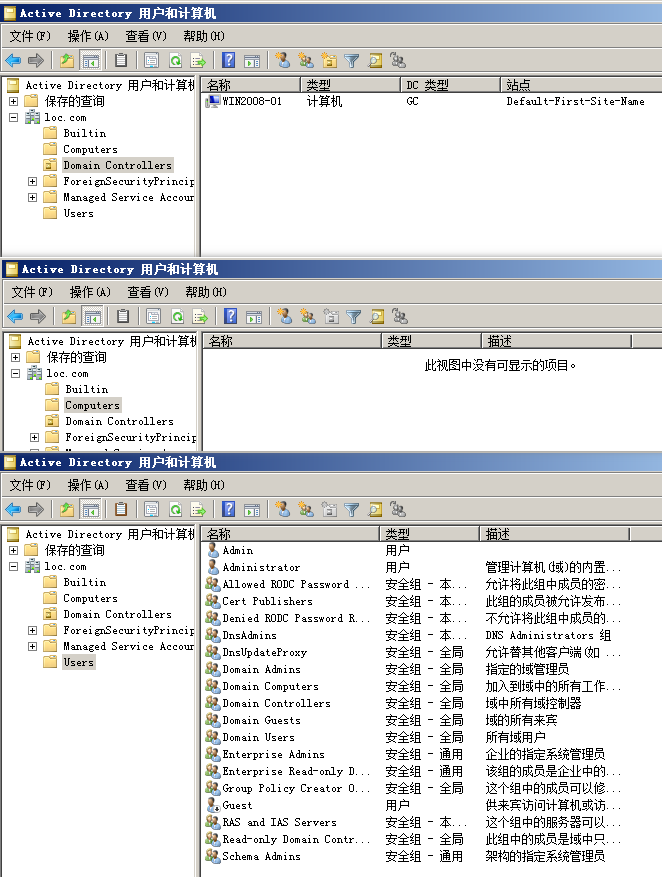 Active Directory 用户和计算机
文件(F) 操作(A) 查看(V) 帮助(H)
Active Directory 用户和计算机
保存的查询
loc.com
Builtin
Computers
Domain Controllers
ForeignSecurityPrincip
Managed Service Accour
Users
名称 类型 DC 类型 站点
WIN2008-01 计算机 GC Default-First-Site-Name
Active Directory 用户和计算机
文件(F) 操作(A) 查看(V) 帮助(H)
Active Directory 用户和计算机
保存的查询
loc.com
Builtin
Computers
Domain Controllers
ForeignSecurityPrincip
名称 类型 描述
此视图中没有可显示的项目。
Active Directory 用户和计算机
文件(F) 操作(A) 查看(V) 帮助(H)
Active Directory 用户和计算机
保存的查询
loc.com
Builtin
Computers
Domain Controllers
ForeignSecurityPrincip
Managed Service Accour
Users
名称 类型 描述
Admin 用户
Administrator 用户 管理计算机(域)的内置...
Allowed RODC Password ... 安全组 - 本... 允许将此组中成员的密...
Cert Publishers 安全组 - 本... 此组的成员被允许发布...
Denied RODC Password R... 安全组 - 本... 不允许将此组中成员的...
DnsAdmins 安全组 - 本... DNS Administrators 组
DnsUpdateProxy 安全组 - 全局 允许替其他客户端(如 ...
Domain Admins 安全组 - 全局 指定的域管理员
Domain Computers 安全组 - 全局 加入到域中的所有工作...
Domain Controllers 安全组 - 全局 域中所有域控制器
Domain Guests 安全组 - 全局 域的所有来宾
Domain Users 安全组 - 全局 所有域用户
Enterprise Admins 安全组 - 通用 企业的指定系统管理员
Enterprise Read-only D... 安全组 - 通用 该组的成员是企业中的...
Group Policy Creator O... 安全组 - 全局 这个组中的成员可以修...
Guest 用户 供来宾访问计算机或访...
RAS and IAS Servers 安全组 - 本... 这个组中的服务器可以...
Read-only Domain Contr... 安全组 - 全局 此组中的成员是域中只...
Schema Admins 安全组 - 通用 架构的指定系统管理员